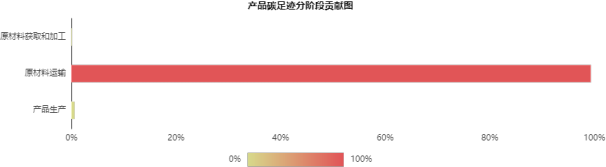 产品碳足迹分阶段贡献图
原材料获取和加工
原材料运输
产品生产
0% 20% 40% 60% 80% 100%
0% 100%